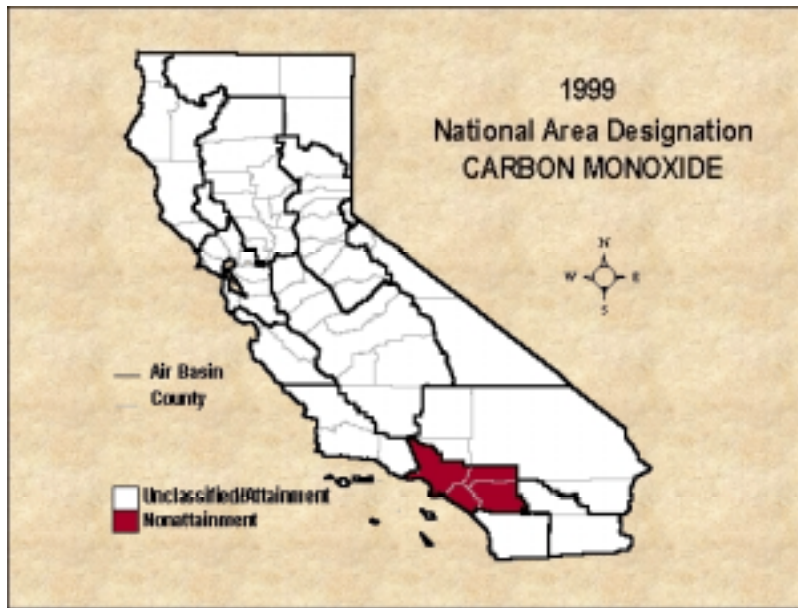 1999
National Area Designation
CARBON MONOXIDE
N
W E
S
Air Basin
County
Unclassified/Attainment
Nonattainment